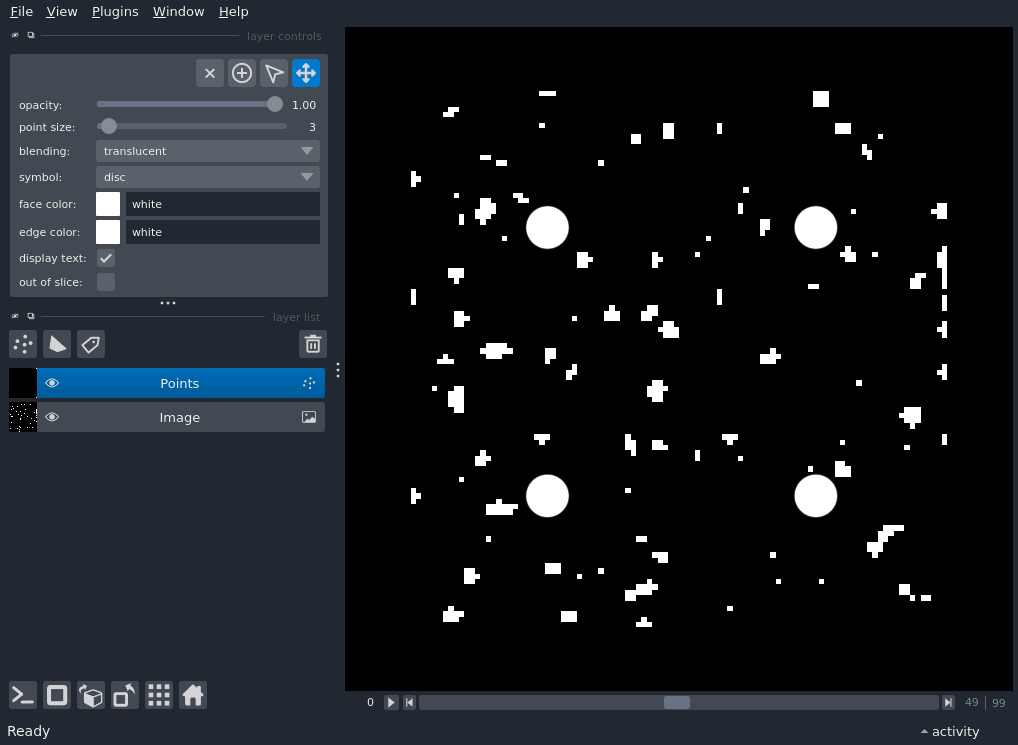 File View Plugins Window Help
layer controls
opacity: 1.00
point size: 3
blending: translucent
symbol: disc
face color: white
edge color: white
display text:
out of slice:
layer list
Points
Image
0 49 99
Ready activity